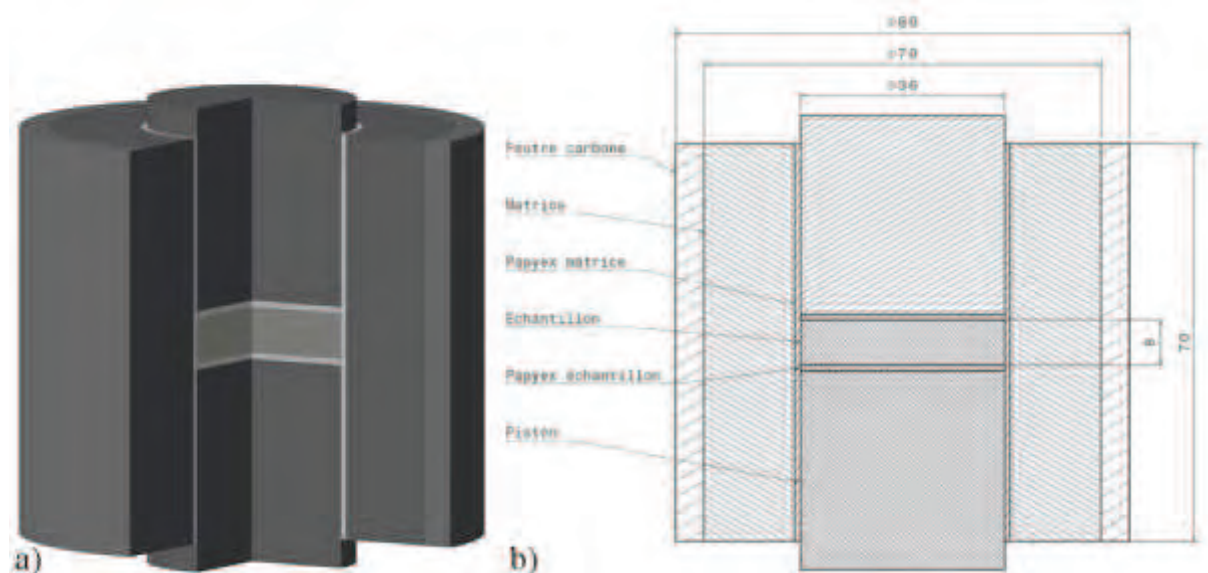 ⌀80
⌀70
⌀36
Feutre carbone
Matrice
Papyex matrice
Echantillon
Papyex échantillon
Piston
8
70
a)
b)